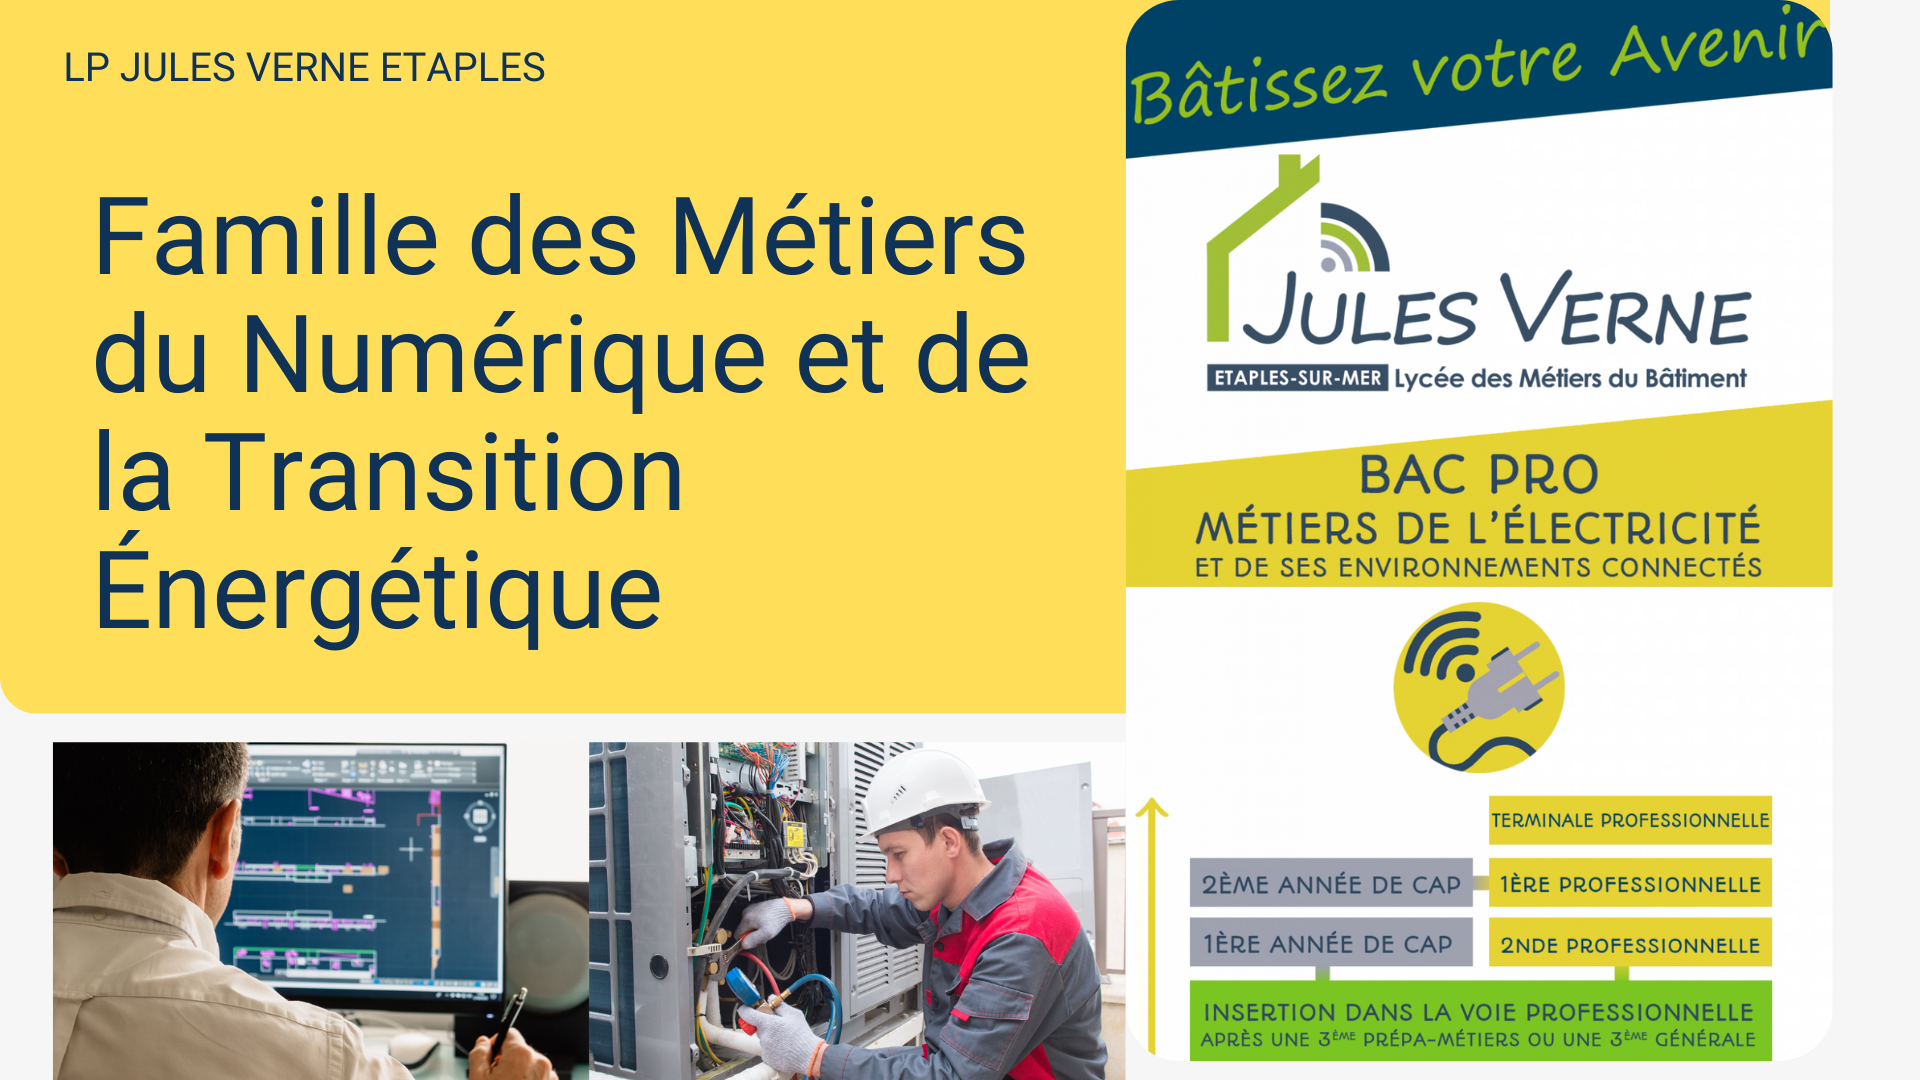 LP JULES VERNE ETAPLES
Famille des Métiers
du Numérique et de
la Transition
Énergétique
Bâtissez votre Avenir
JULES VERNE
ETAPLES-SUR-MER Lycée des Métiers du Bâtiment
BAC PRO
MÉTIERS DE L'ÉLECTRICITÉ
ET DE SES ENVIRONNEMENTS CONNECTÉS
TERMINALE PROFESSIONNELLE
2ÈME ANNÉE DE CAP
1ÈRE PROFESSIONNELLE
1ÈRE ANNÉE DE CAP
2NDE PROFESSIONNELLE
INSERTION DANS LA VOIE PROFESSIONNELLE
APRÈS UNE 3ÈME PRÉPA-MÉTIERS OU UNE 3ÈME GÉNÉRALE